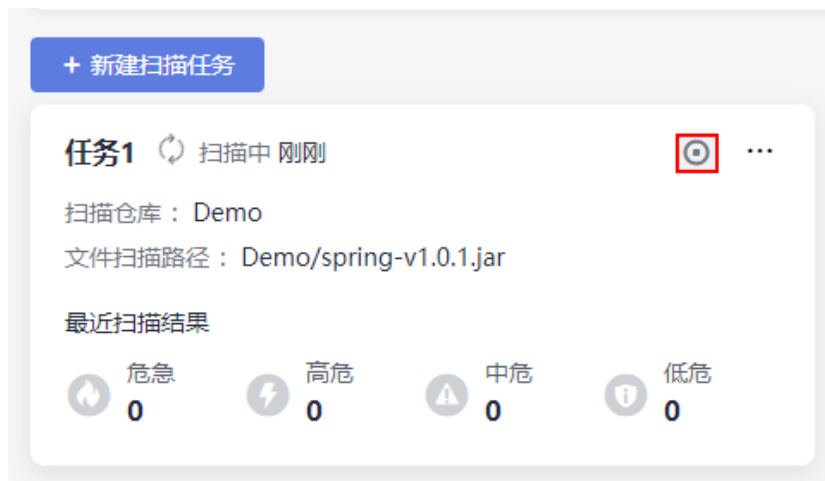 + 新建扫描任务
任务1 扫描中 刚刚 ...
扫描仓库： Demo
文件扫描路径： Demo/spring-v1.0.1.jar
最近扫描结果
危急 高危 中危 低危
0 0 0 0